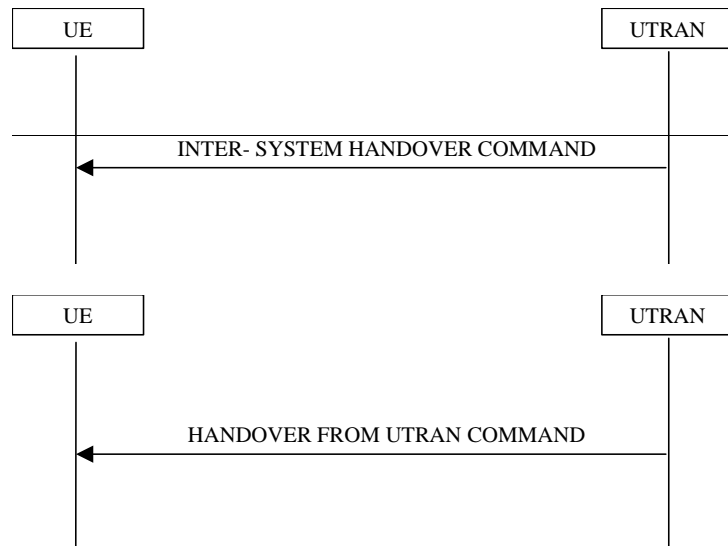 UE
UTRAN
INTER- SYSTEM HANDOVER COMMAND
UE
UTRAN
HANDOVER FROM UTRAN COMMAND